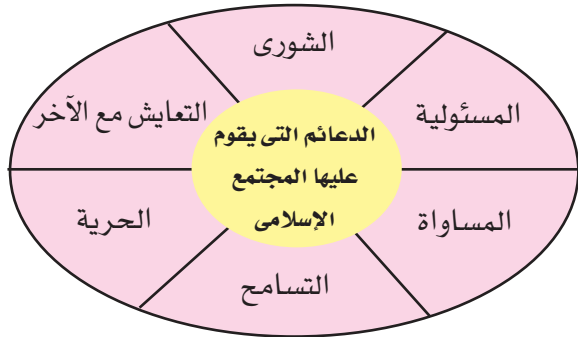 الشورى
المسئولية
التعايش مع الآخر
الدعائم التى يقوم
عليها المجتمع
الإسلامى
المساواة
الحرية
التسامح